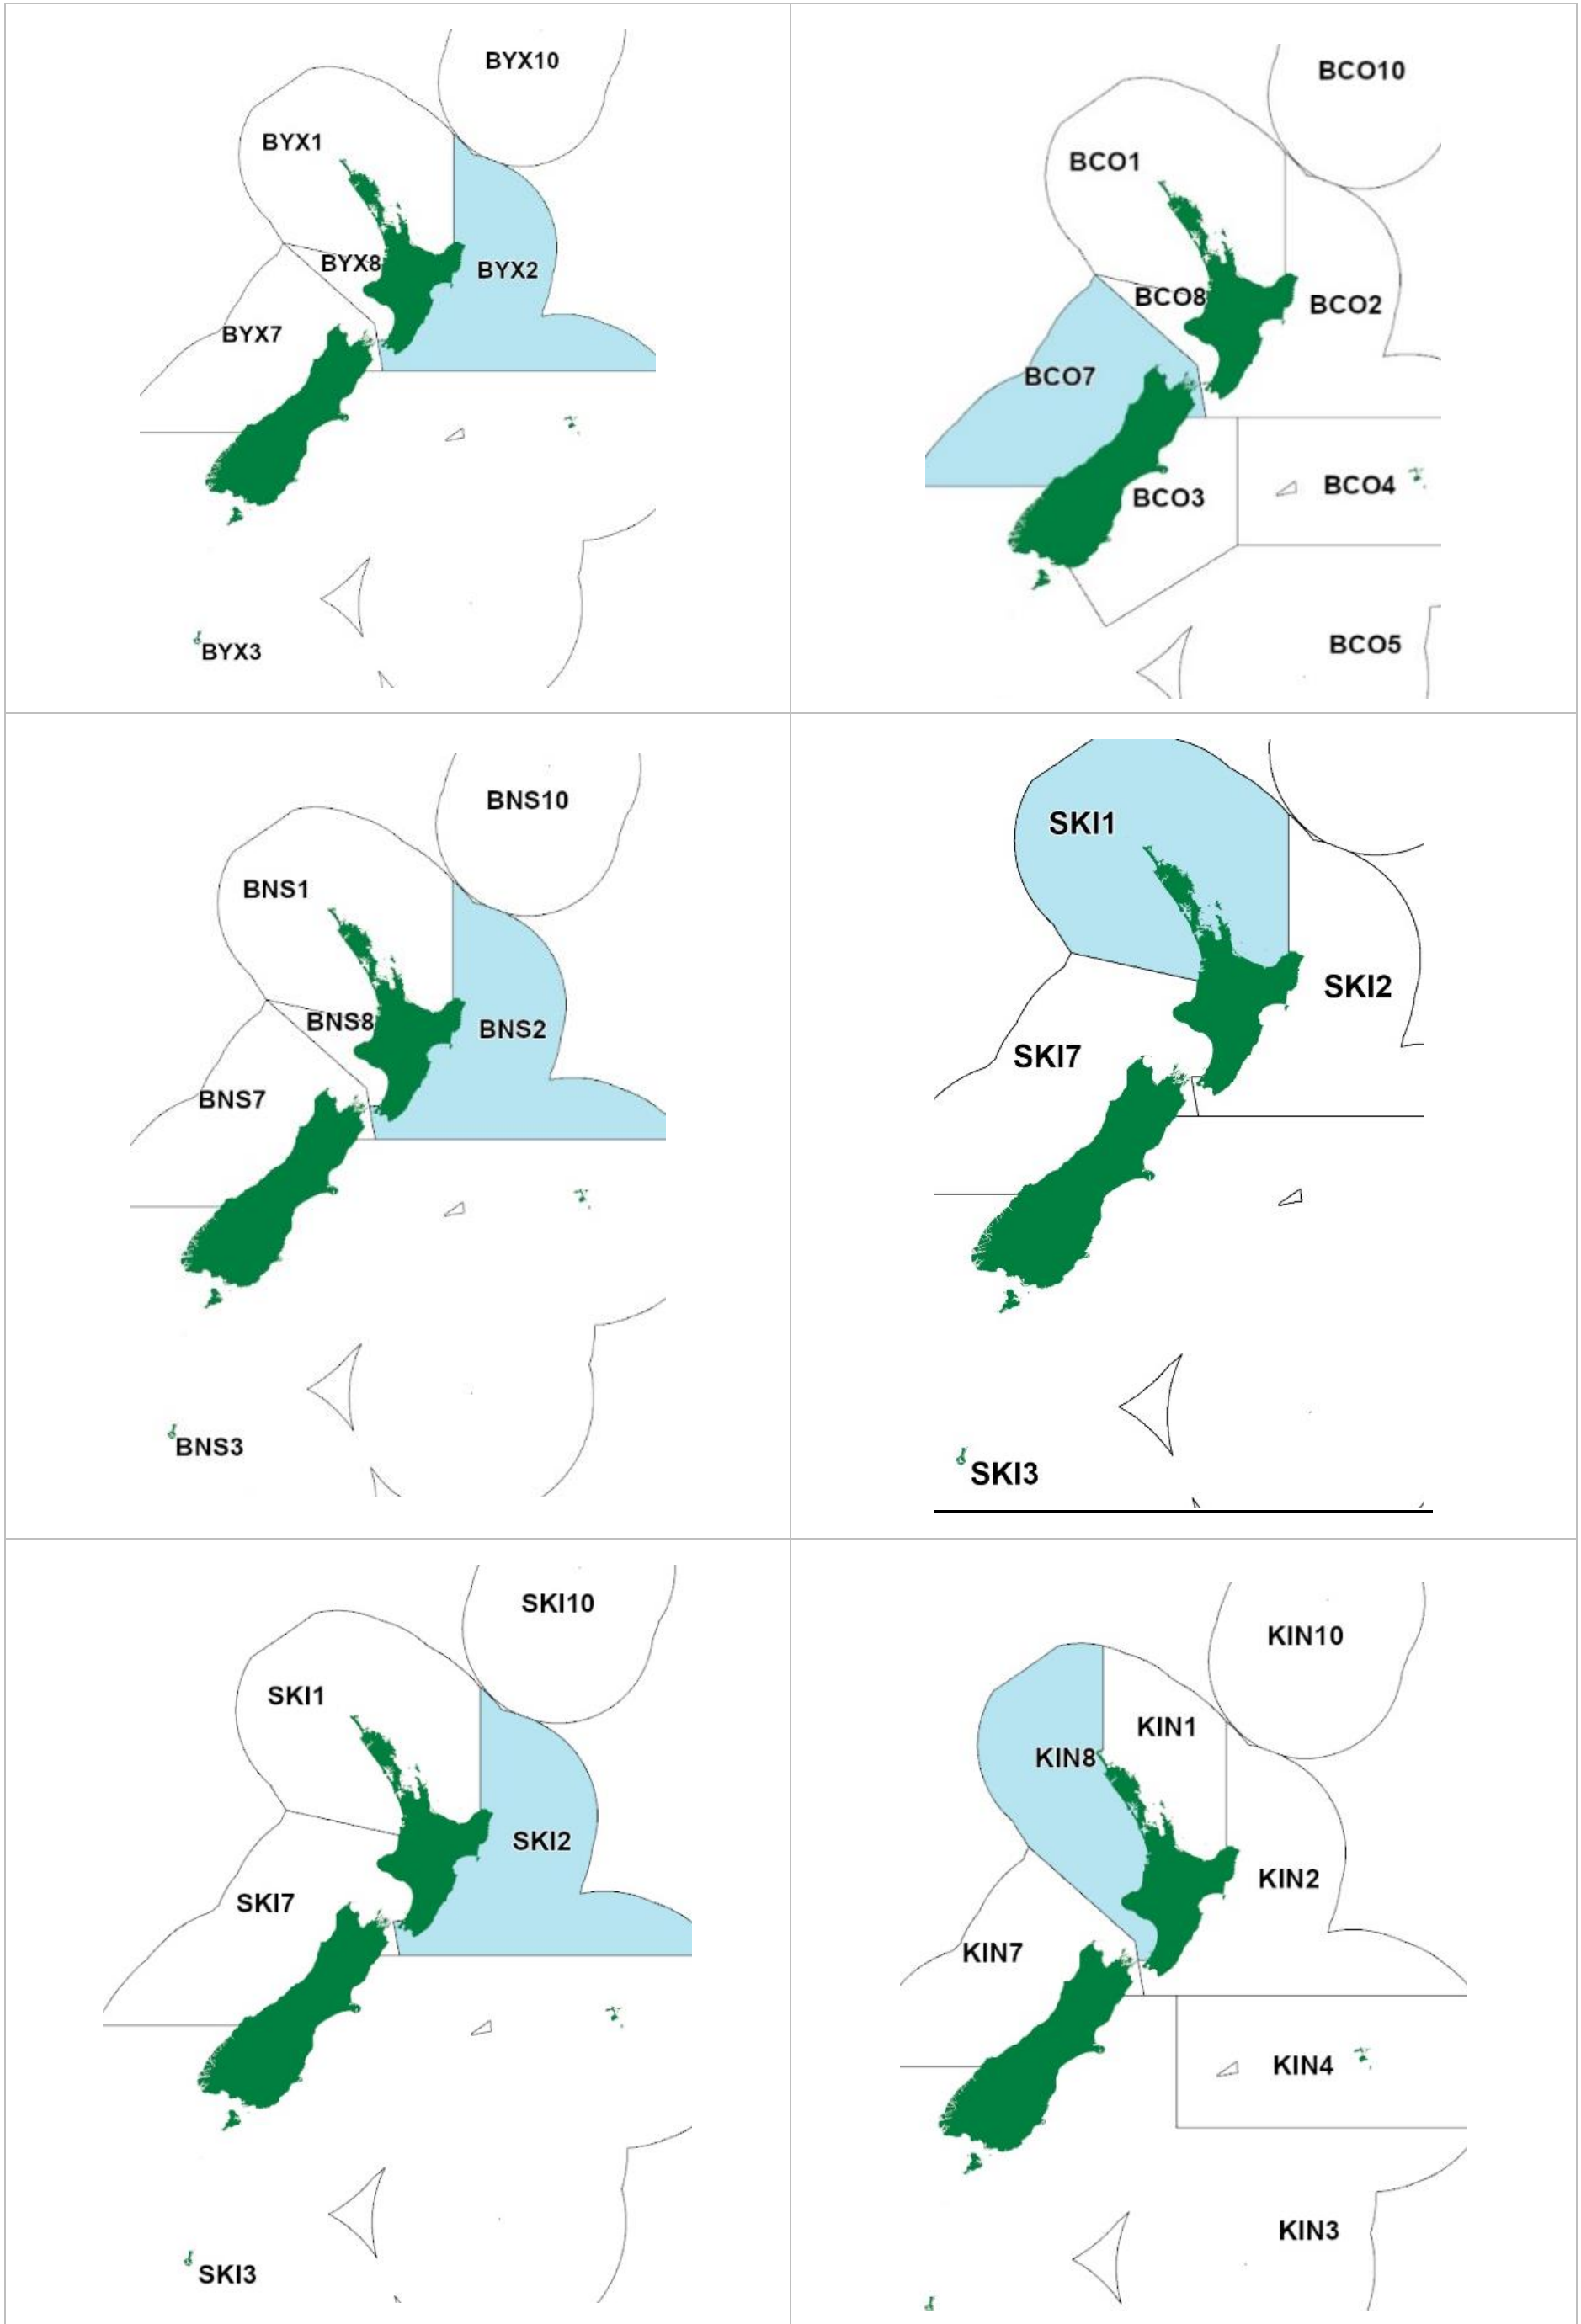 BYX10
BYX1
BYX8
BYX2
BYX7
BYX3
BCO10
BCO1
BCO8
BCO2
BCO7
BCO4
BCO3
BCO5
BNS10
BNS1
BNS8
BNS2
BNS7
BNS3
SKI1
SKI2
SKI7
SKI3
SKI10
SKI1
SKI2
SKI7
SKI3
KIN10
KIN1
KIN8
KIN2
KIN7
KIN4
KIN3